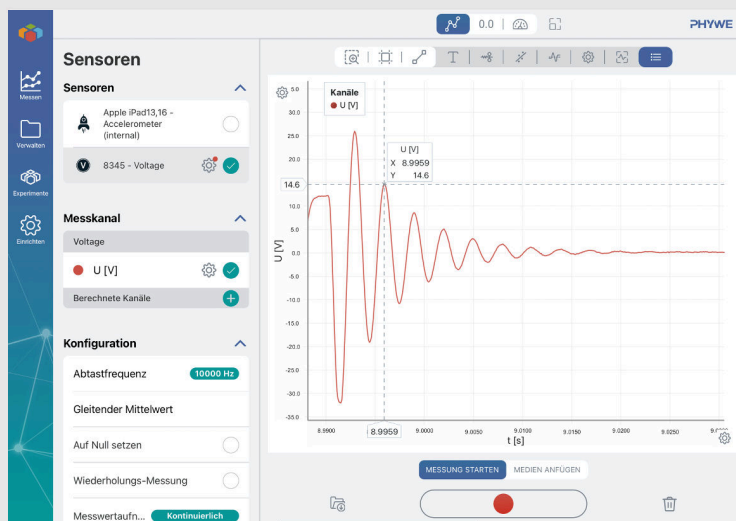 0.0
PHYWE
Messen
Verwalten
Experimente
Einrichten
Sensoren
Sensoren
Apple iPad13,16 -
Accelerometer
(internal)
V
8345 - Voltage
Messkanal
Voltage
U [V]
Berechnete Kanäle
Konfiguration
Abtastfrequenz
10000 Hz
Gleitender Mittelwert
Auf Null setzen
Wiederholungs-Messung
Messwertaufn...
Kontinuierlich
T
Kanäle
U [V]
U [V]
X 8.9959
Y 14.6
30.0
25.0
20.0
14.6
10.0
5.0
0.0
-5.0
-10.0
-15.0
-20.0
-25.0
-30.0
-35.0
U [V]
8.9900
8.9959
9.0000
9.0050
9.0100
9.0150
9.0200
9.0250
t [s]
MESSUNG STARTEN
MEDIEN ANFÜGEN